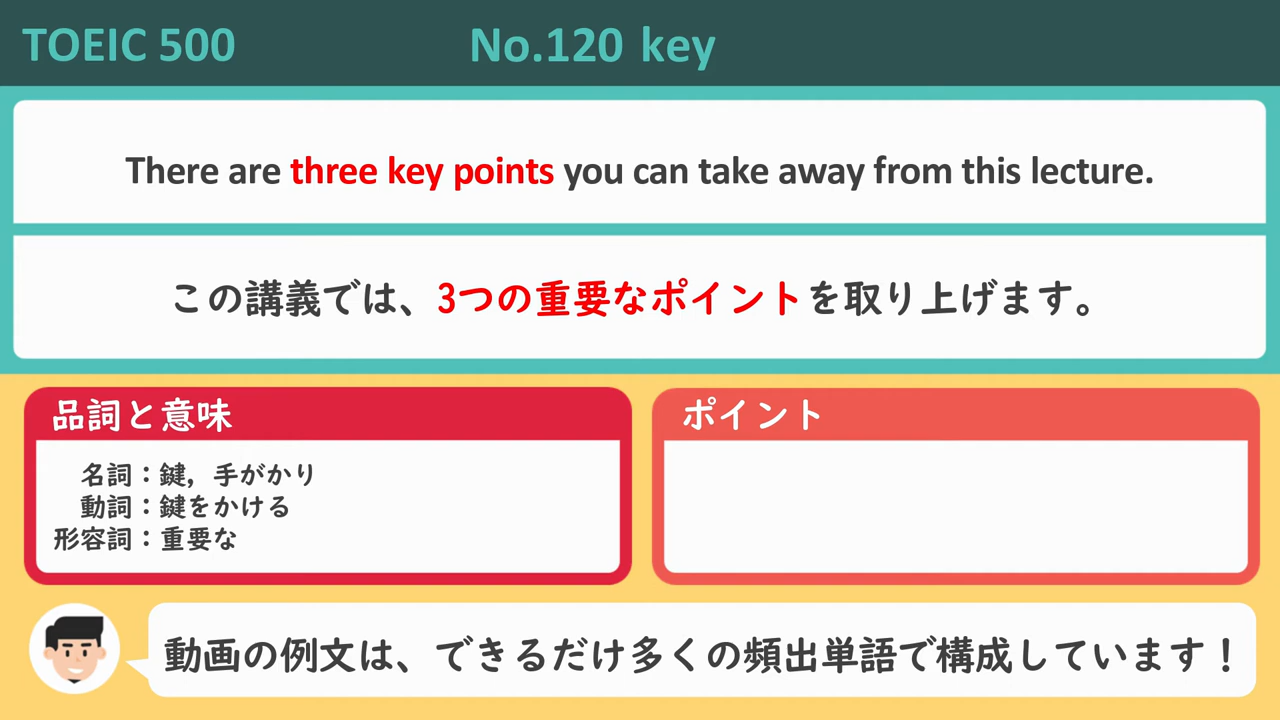 TOEIC 500
No.120 key
There are three key points you can take away from this lecture.
この講義では、3つの重要なポイントを取り上げます。
品詞と意味
名詞：鍵，手がかり
動詞：鍵をかける
形容詞：重要な
ポイント
動画の例文は、できるだけ多くの頻出単語で構成しています！